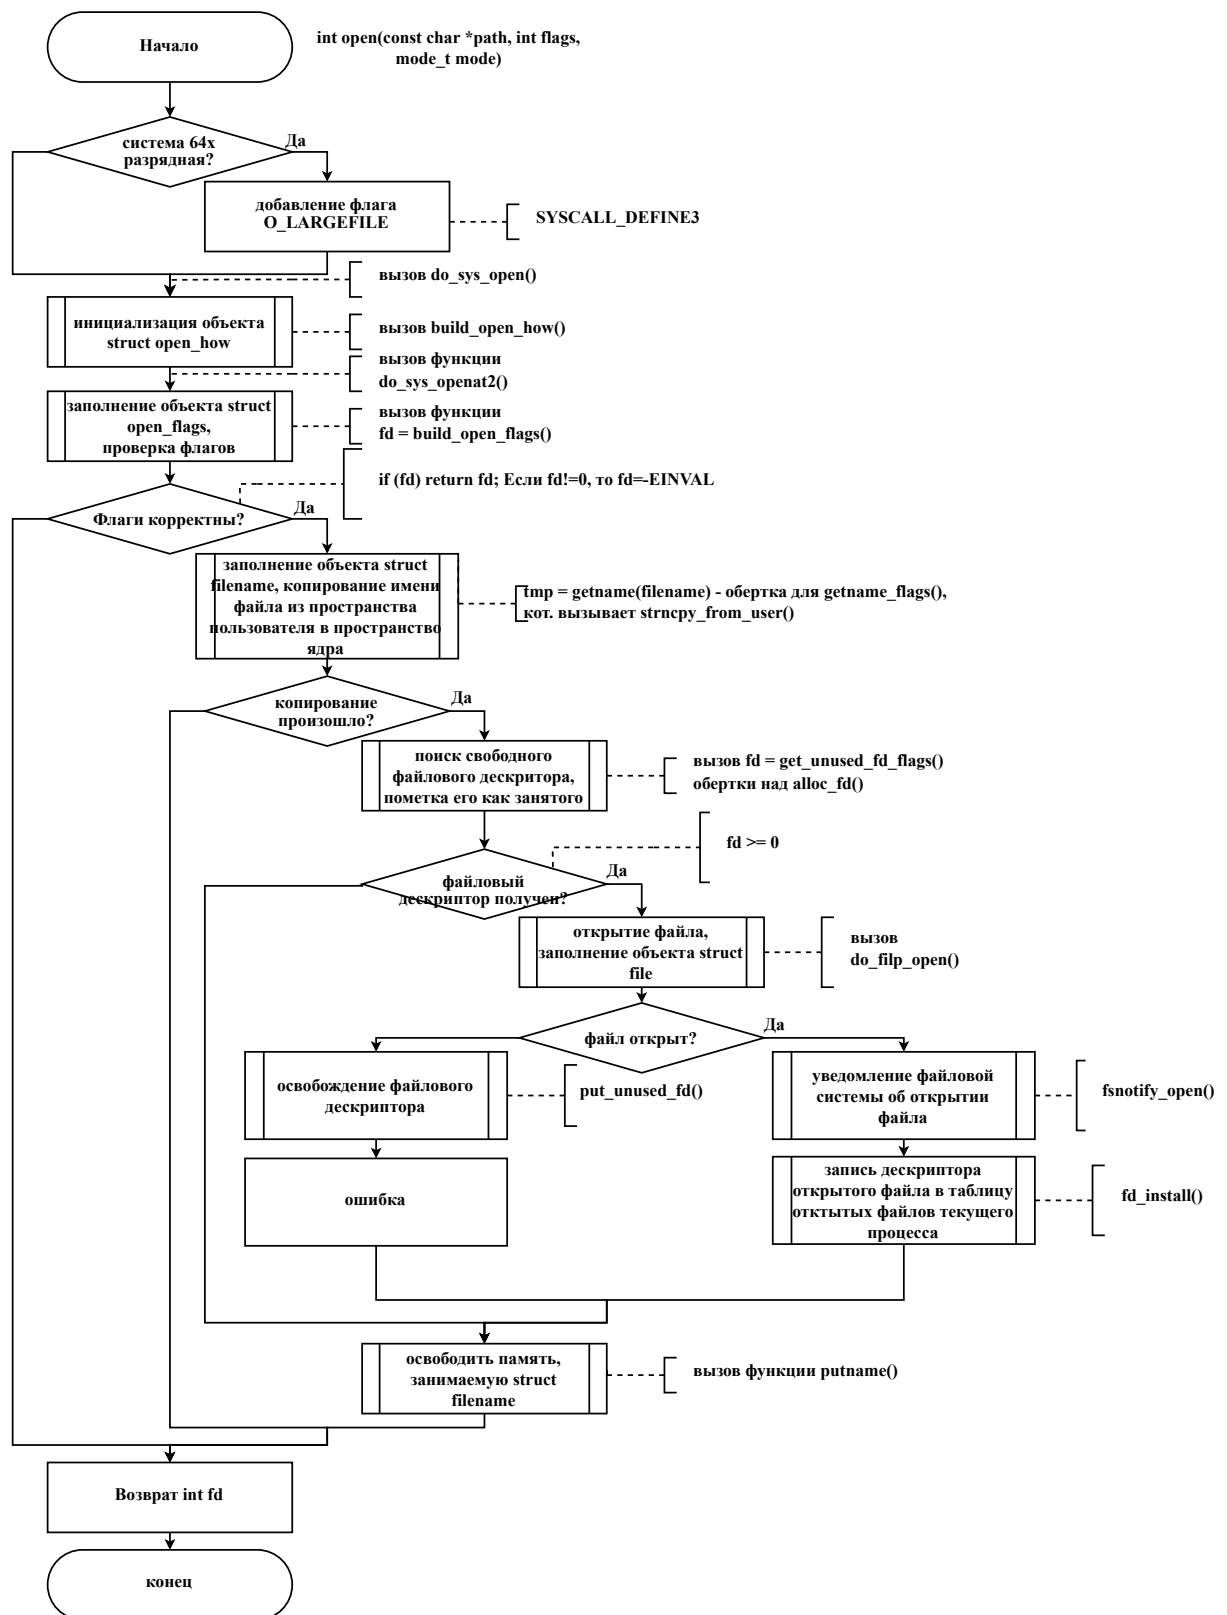 Начало
int open(const char *path, int flags,
mode_t mode)
система 64х
разрядная?
Да
добавление флага
O_LARGEFILE
SYSCALL_DEFINE3
вызов do_sys_open()
инициализация объекта
struct open_how
вызов build_open_how()
вызов функции
do_sys_openat2()
заполнение объекта struct
open_flags,
проверка флагов
вызов функции
fd = build_open_flags()
if (fd) return fd; Если fd!=0, то fd=-EINVAL
Флаги корректны?
Да
заполнение объекта struct
filename, копирование имени
файла из пространства
пользователя в пространство
ядра
tmp = getname(filename) - обертка для getname_flags(),
кот. вызывает strncpy_from_user()
копирование
произошло?
Да
поиск свободного
файлового дескритора,
пометка его как занятого
вызов fd = get_unused_fd_flags()
обертки над alloc_fd()
fd >= 0
файловый
дескриптор получен?
Да
открытие файла,
заполнение объекта struct
file
вызов
do_filp_open()
файл открыт?
Да
освобождение файлового
дескриптора
put_unused_fd()
уведомление файловой
системы об открытии
файла
fsnotify_open()
ошибка
запись дескриптора
открытого файла в таблицу
отктытых файлов текущего
процесса
fd_install()
освободить память,
занимаемую struct
filename
вызов функции putname()
Возврат int fd
конец